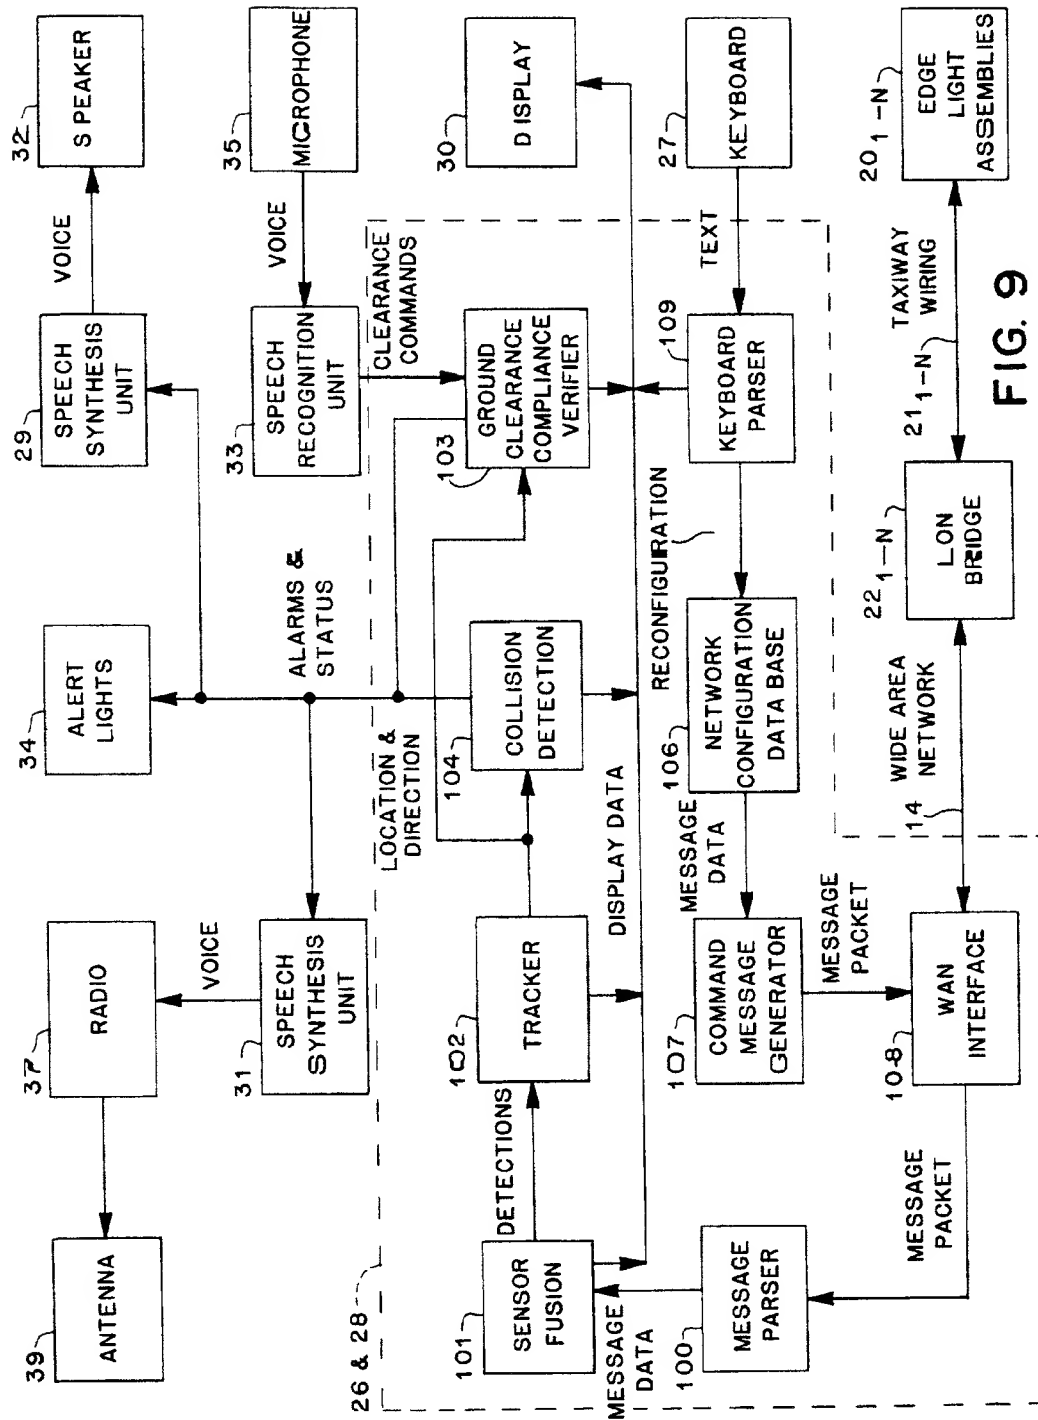 39
ANTENNA
37
RADIO
VOICE
31
SPEECH
SYNTHESIS
UNIT
34
ALERT
LIGHTS
ALARMS &
STATUS
29
SPEECH
SYNTHESIS
UNIT
VOICE
32
SPEAKER
35
MICROPHONE
VOICE
33
SPEECH
RECOGNITION
UNIT
CLEARANCE
COMMANDS
26 & 28
LOCATION &
DIRECTION
101
SENSOR
FUSION
DETECTIONS
102
TRACKER
104
COLLISION
DETECTION
103
GROUND
CLEARANCE
COMPLIANCE
VERIFIER
30
DISPLAY
DISPLAY DATA
MESSAGE
DATA
100
MESSAGE
PARSER
107
COMMAND
MESSAGE
GENERATOR
MESSAGE
DATA
106
NETWORK
CONFIGURATION
DATA BASE
RECONFIGURATION
109
KEYBOARD
PARSER
TEXT
27
KEYBOARD
MESSAGE
PACKET
MESSAGE
PACKET
108
WAN
INTERFACE
14
WIDE AREA
NETWORK
22 1-N
LON
BRIDGE
21 1-N
TAXIWAY
WIRING
20 1-N
EDGE
LIGHT
ASSEMBLIES
FIG. 9